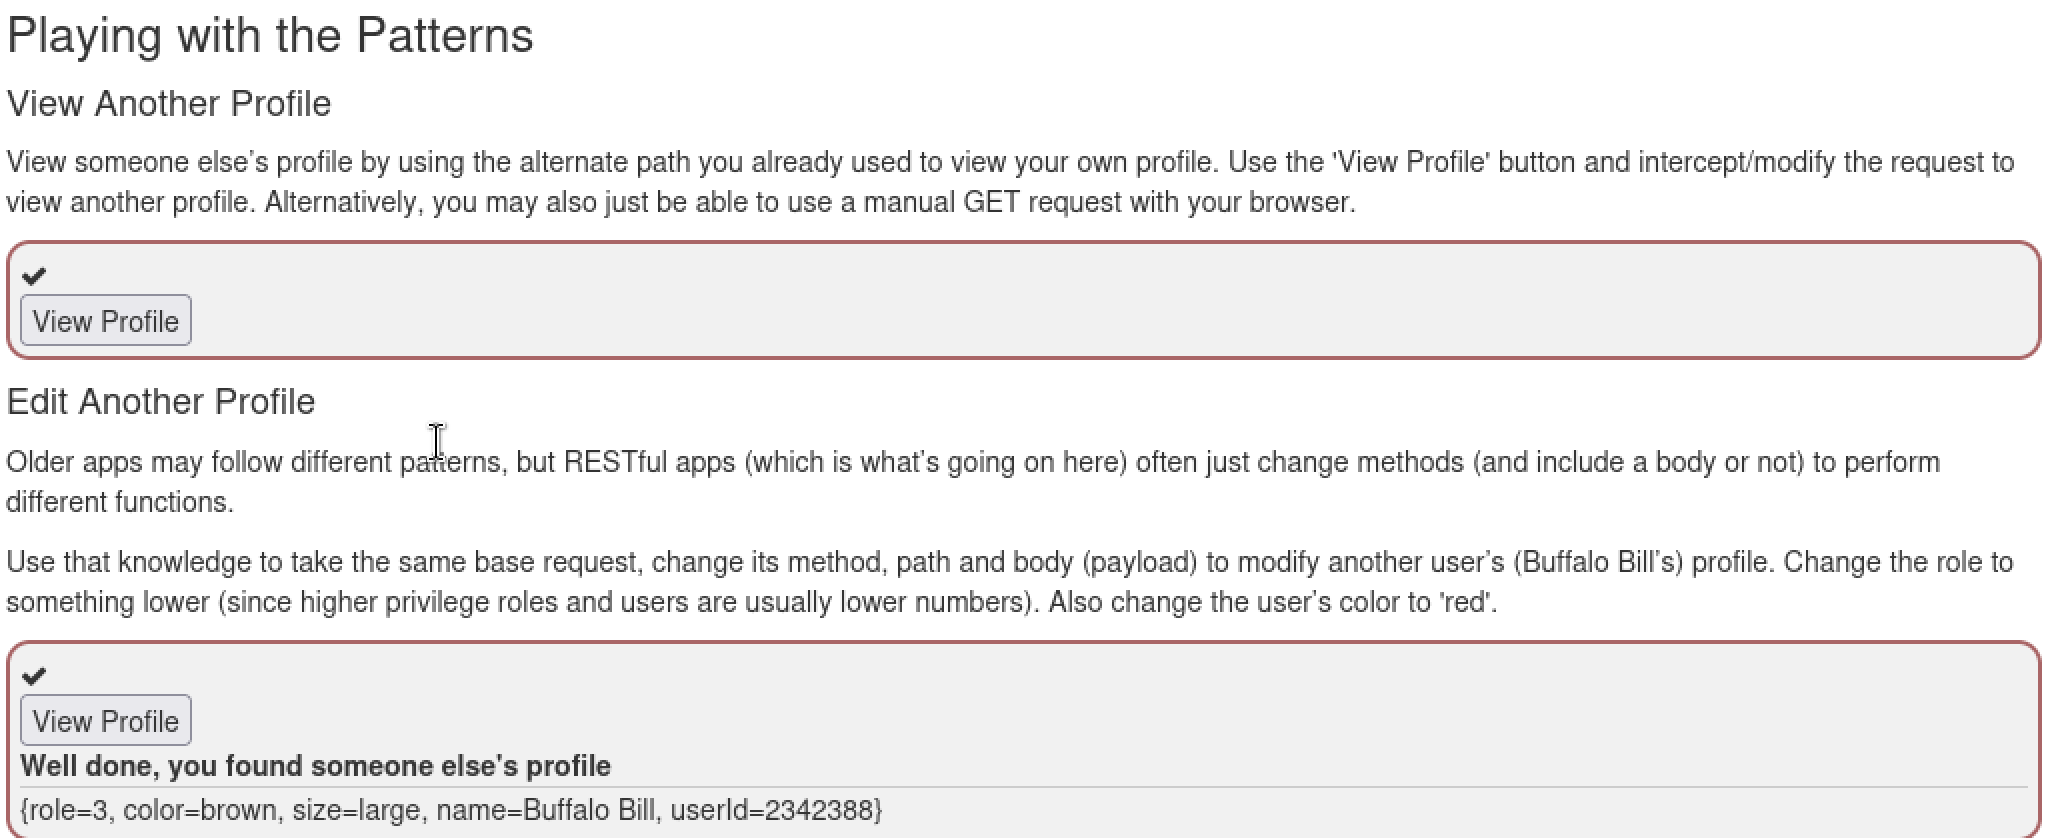 Playing with the Patterns
View Another Profile
View someone else’s profile by using the alternate path you already used to view your own profile. Use the 'View Profile' button and intercept/modify the request to
view another profile. Alternatively, you may also just be able to use a manual GET request with your browser.
View Profile
Edit Another Profile
Older apps may follow different patterns, but RESTful apps (which is what’s going on here) often just change methods (and include a body or not) to perform
different functions.
Use that knowledge to take the same base request, change its method, path and body (payload) to modify another user’s (Buffalo Bill’s) profile. Change the role to
something lower (since higher privilege roles and users are usually lower numbers). Also change the user’s color to 'red'.
View Profile
Well done, you found someone else's profile
{role=3, color=brown, size=large, name=Buffalo Bill, userId=2342388}